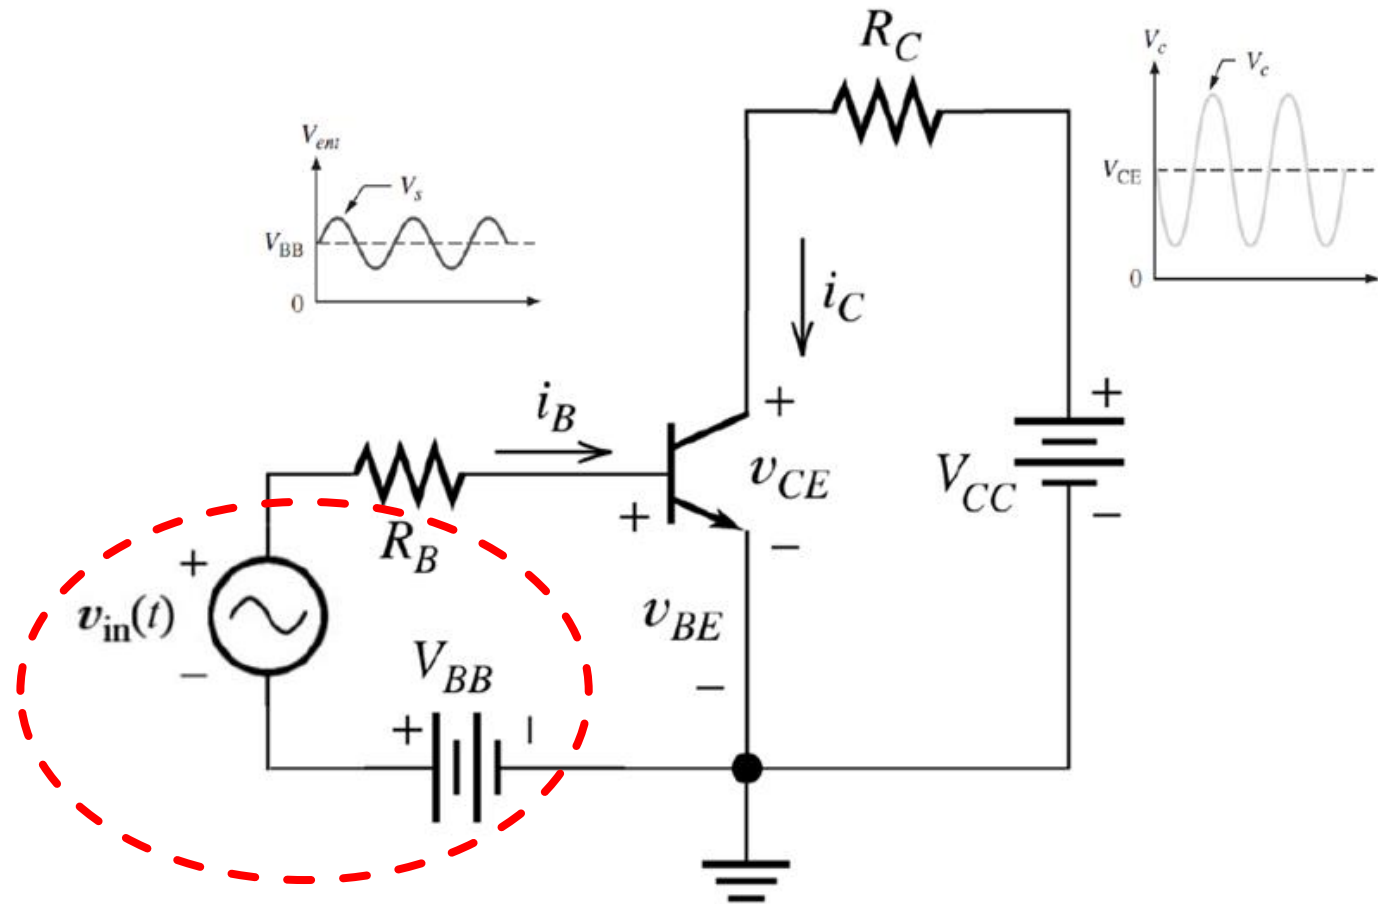 R_C
V_c
V_c
V_CE
0
V_ent
V_s
V_BB
0
i_C
i_B
+
v_CE
+
−
V_CC
+
−
R_B
+
v_in(t)
−
v_BE
−
V_BB
+
−